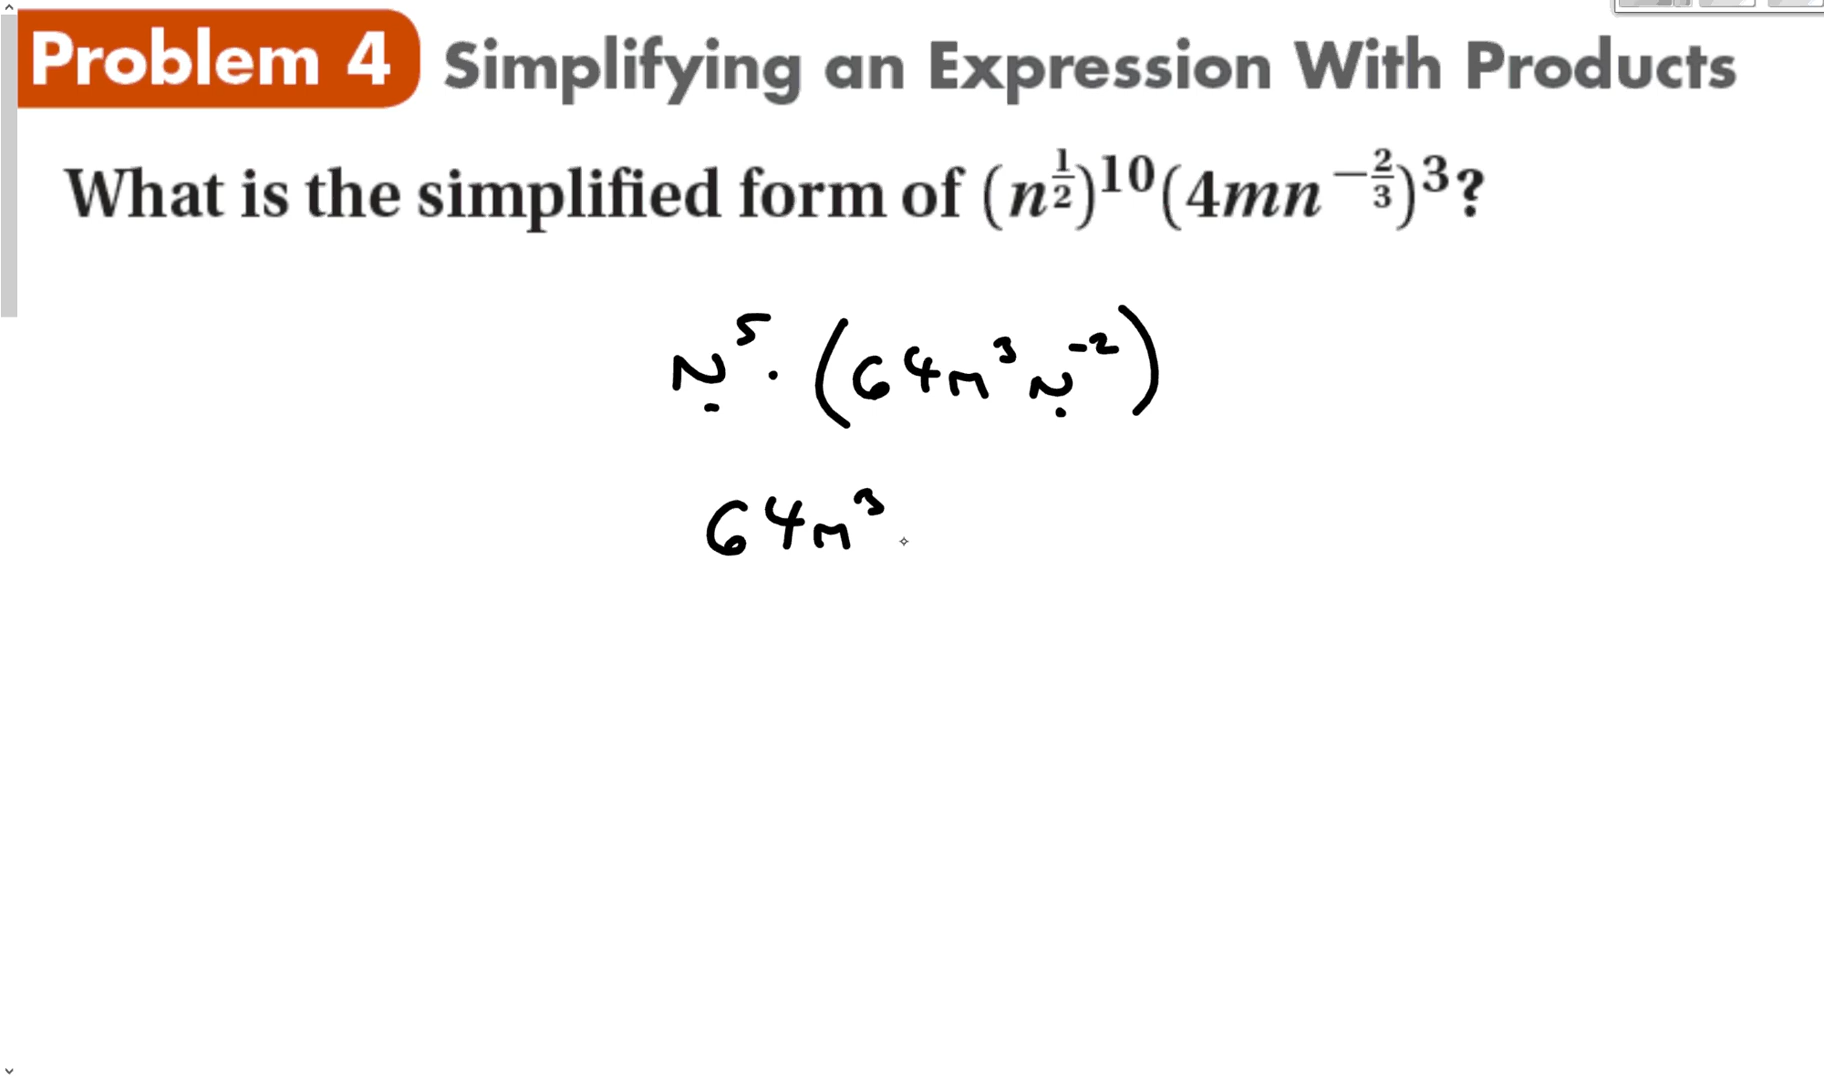 Problem 4 Simplifying an Expression With Products
What is the simplified form of (n^{1/2})^{10}(4mn^{-2/3})^3?
N^5 · (64m^3 N^{-2})
64m^3